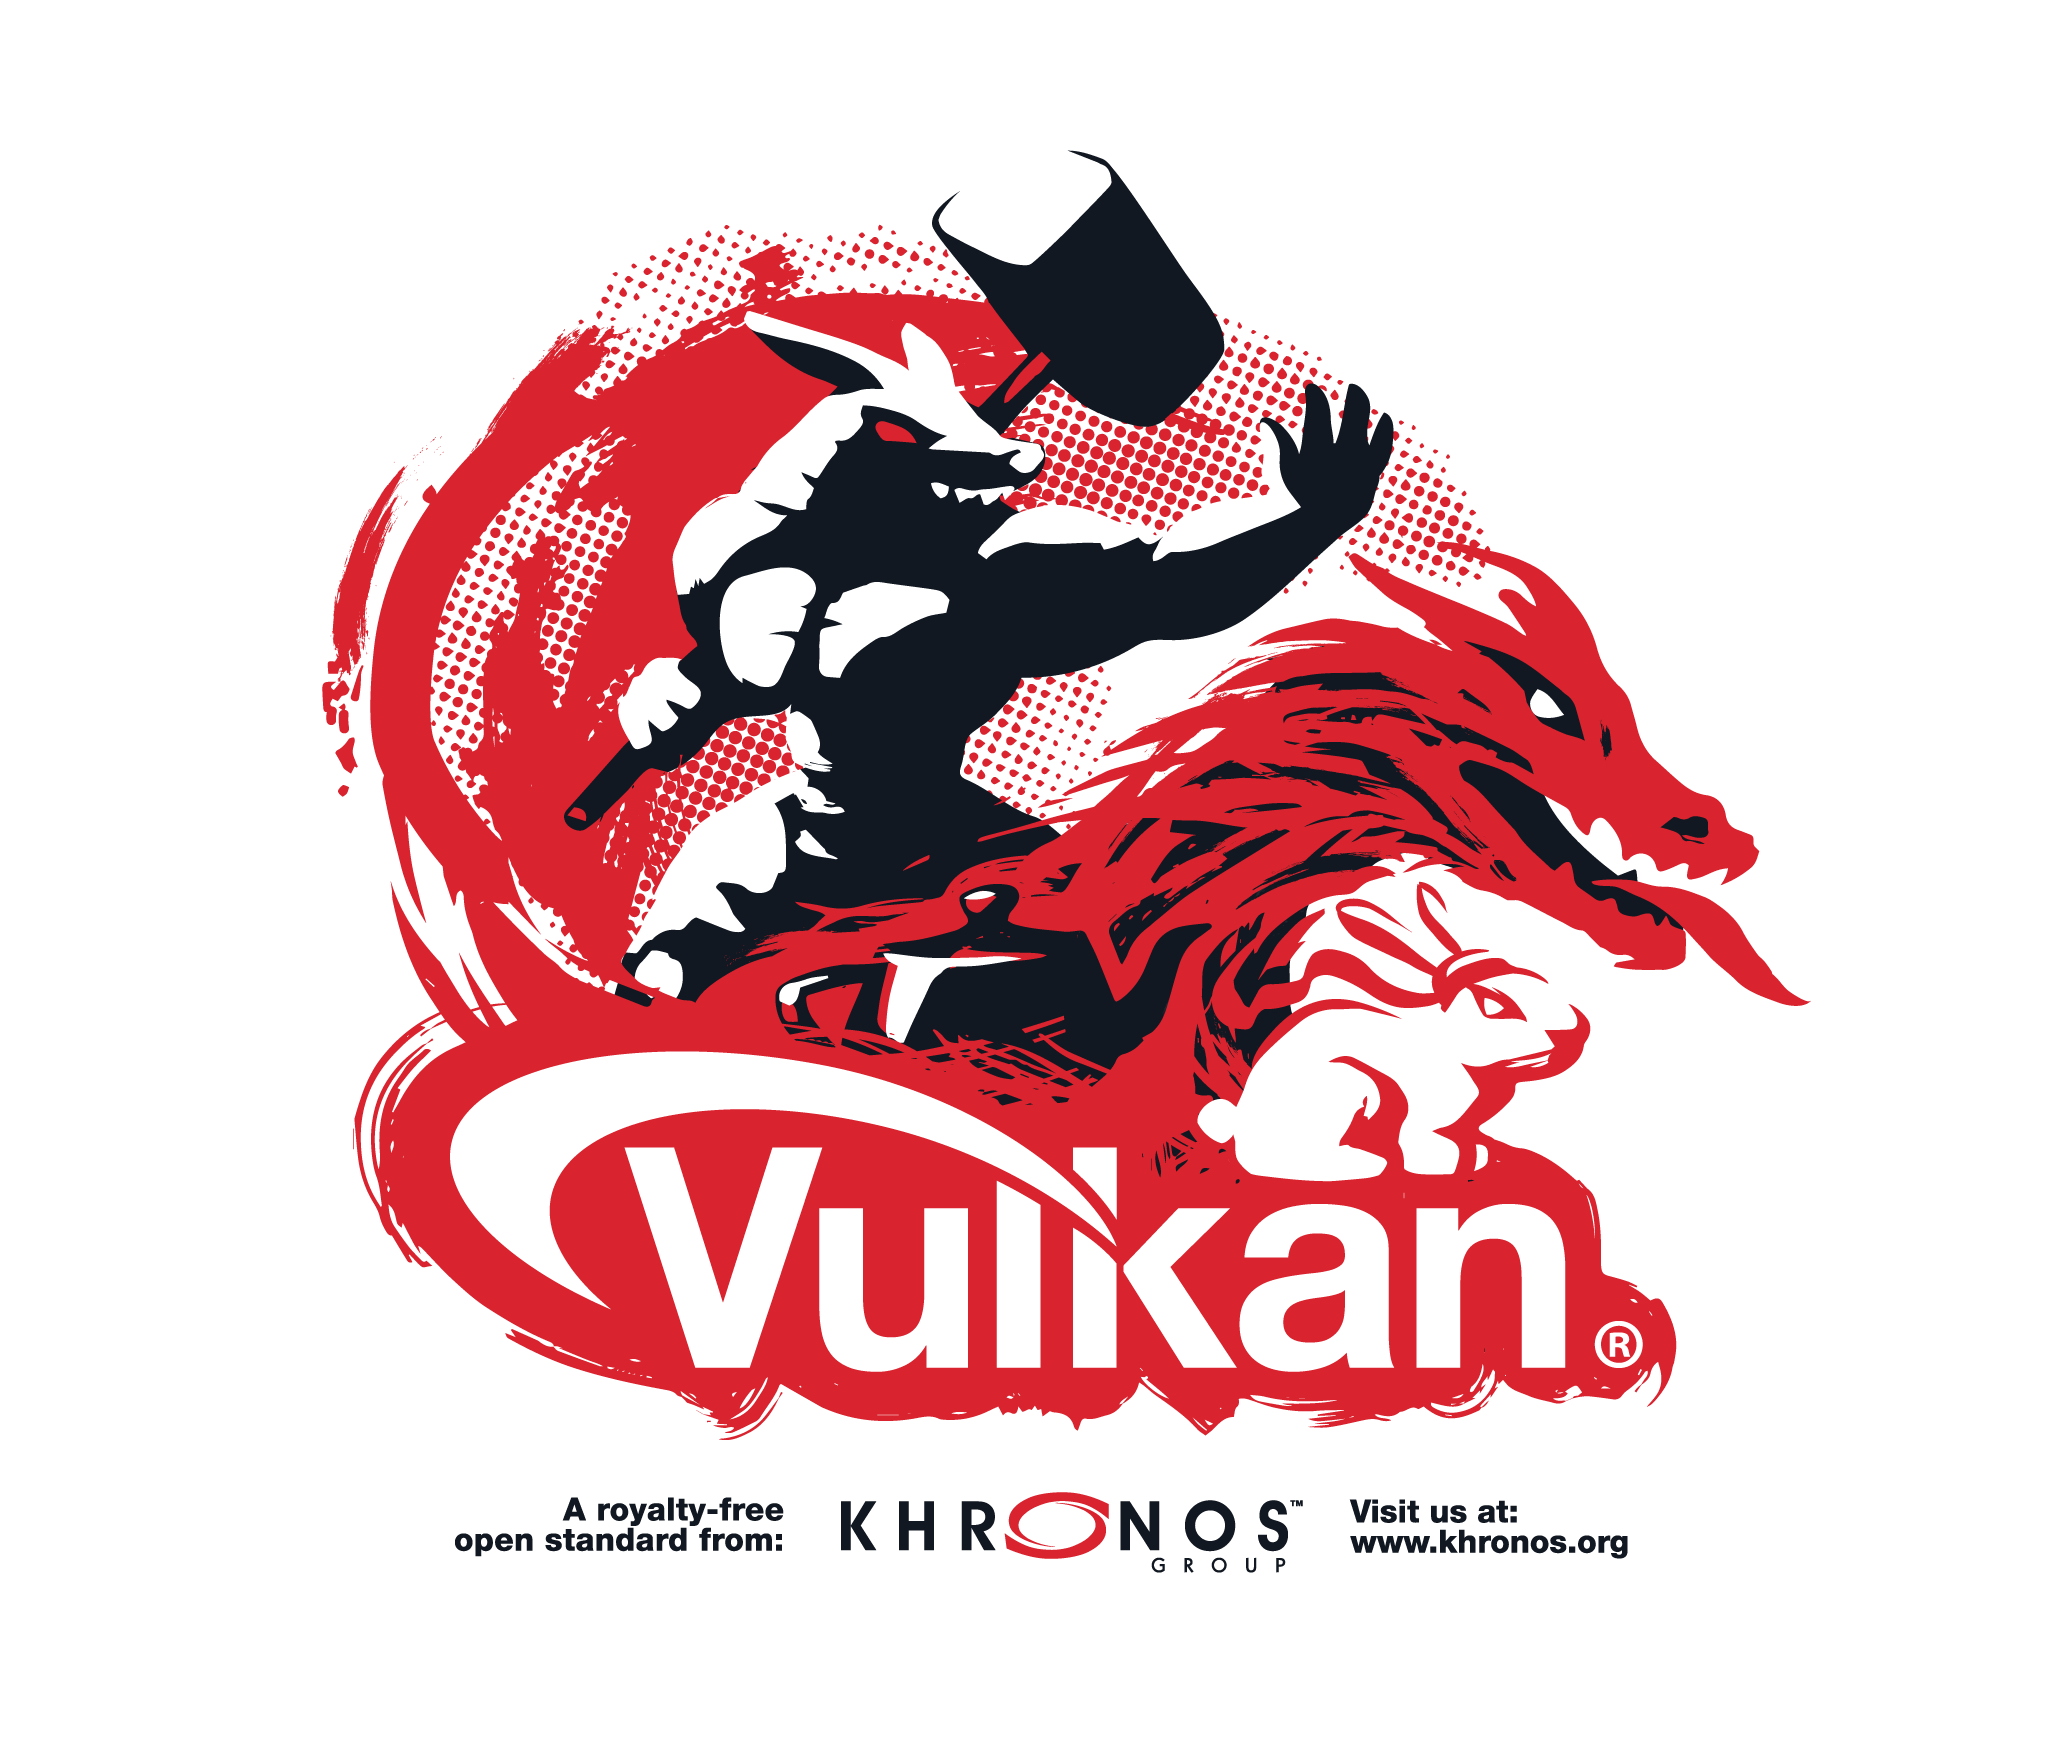 Vulkan®
A royalty-free
open standard from:
KHRONOS™
GROUP
Visit us at:
www.khronos.org